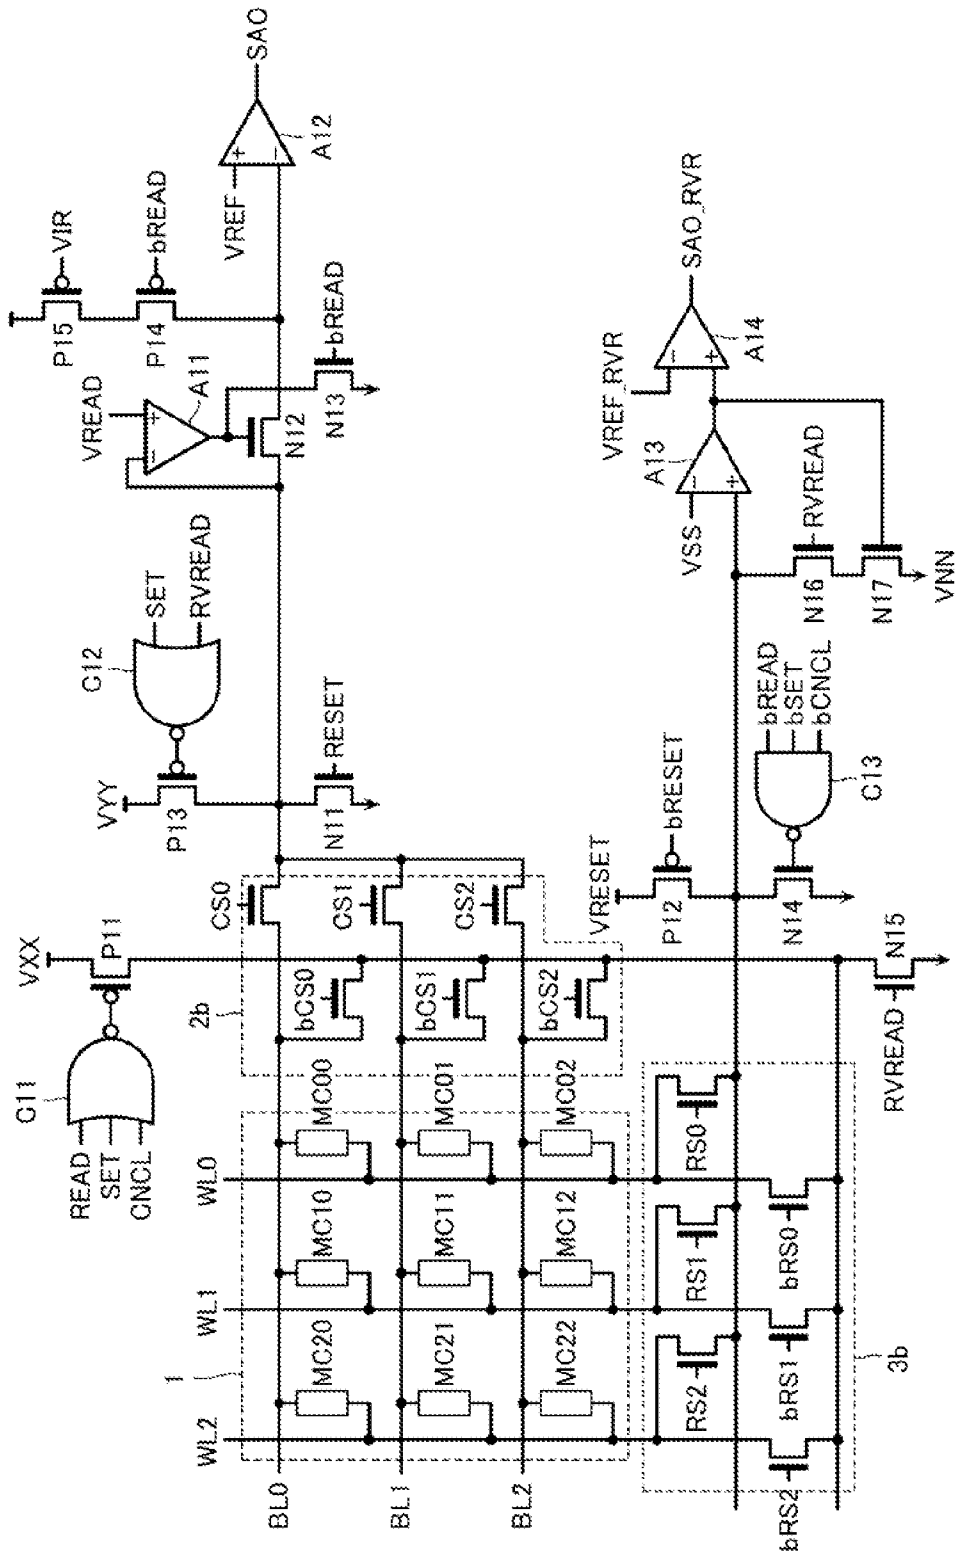 SAO
A12
VREF
+
−
VIR
P15
bREAD
P14
VREAD
A11
+
−
N12
bREAD
N13
SAO_RVR
A14
VREF_RVR
−
+
A13
VSS
−
+
RVREAD
N16
N17
VNN
SET
RVREAD
C12
VYY
P13
RESET
N11
bREAD
bSET
bCNCL
C13
VRESET
bRESET
P12
N14
N15
RVREAD
VXX
P11
C11
READ
SET
CNCL
CS0
CS1
CS2
2b
bCS0
bCS1
bCS2
WL0
MC00
MC01
MC02
WL1
MC10
MC11
MC12
WL2
MC20
MC21
MC22
1
RS0
RS1
RS2
bRS0
bRS1
bRS2
3b
BL0
BL1
BL2